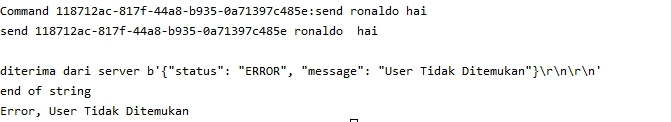 Command 118712ac-817f-44a8-b935-0a71397c485e:send ronaldo hai
send 118712ac-817f-44a8-b935-0a71397c485e ronaldo  hai
diterima dari server b'{"status": "ERROR", "message": "User Tidak Ditemukan"}\r\n\r\n'
end of string
Error, User Tidak Ditemukan